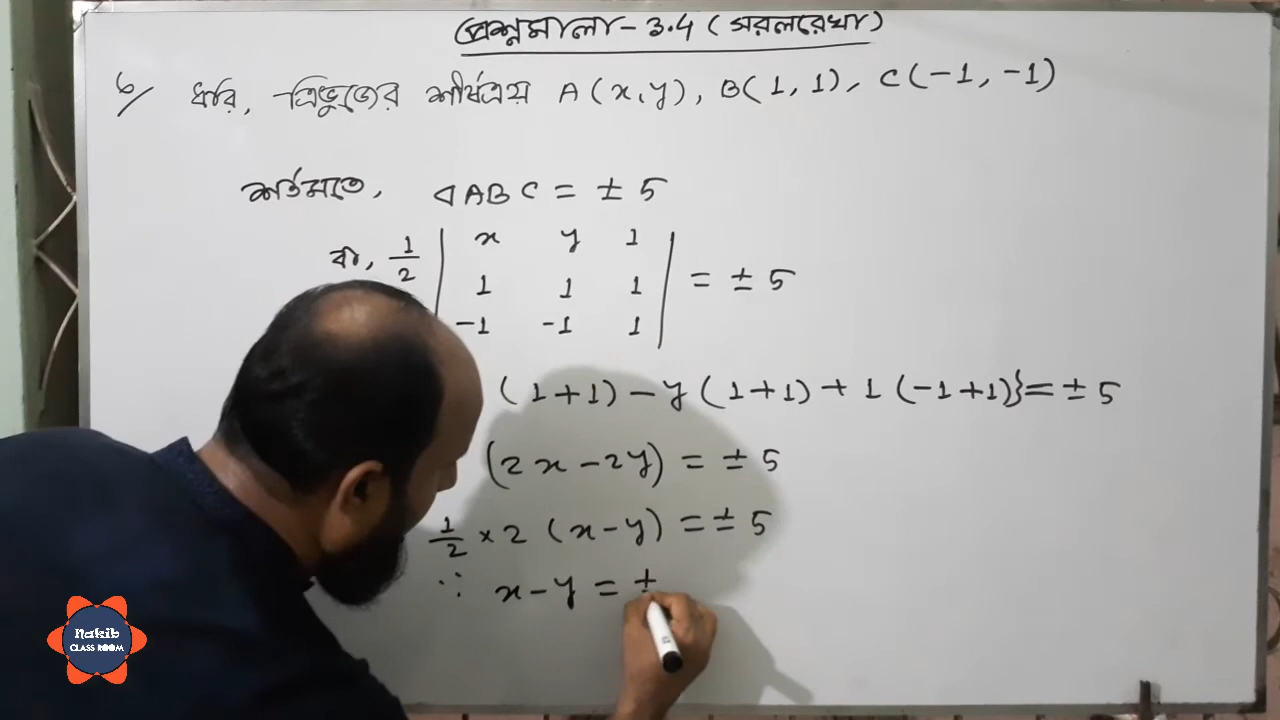 প্রশ্নমালা - 3.4 (সরলরেখা)
৬/ ধরি, ত্রিভুজের শীর্ষত্রয় A(x,y), B(1, 1), C(-1, -1)
শর্তমতে, ◁ABC = ± 5
বা, 1/2 | x y 1 |
| 1 1 1 | = ± 5
| -1 -1 1 |
(1+1) - y (1+1) + 1 (-1+1)} = ± 5
(2x - 2y) = ± 5
1/2 × 2 (x-y) = ± 5
∵ x - y = ±
Nakib
CLASS ROOM